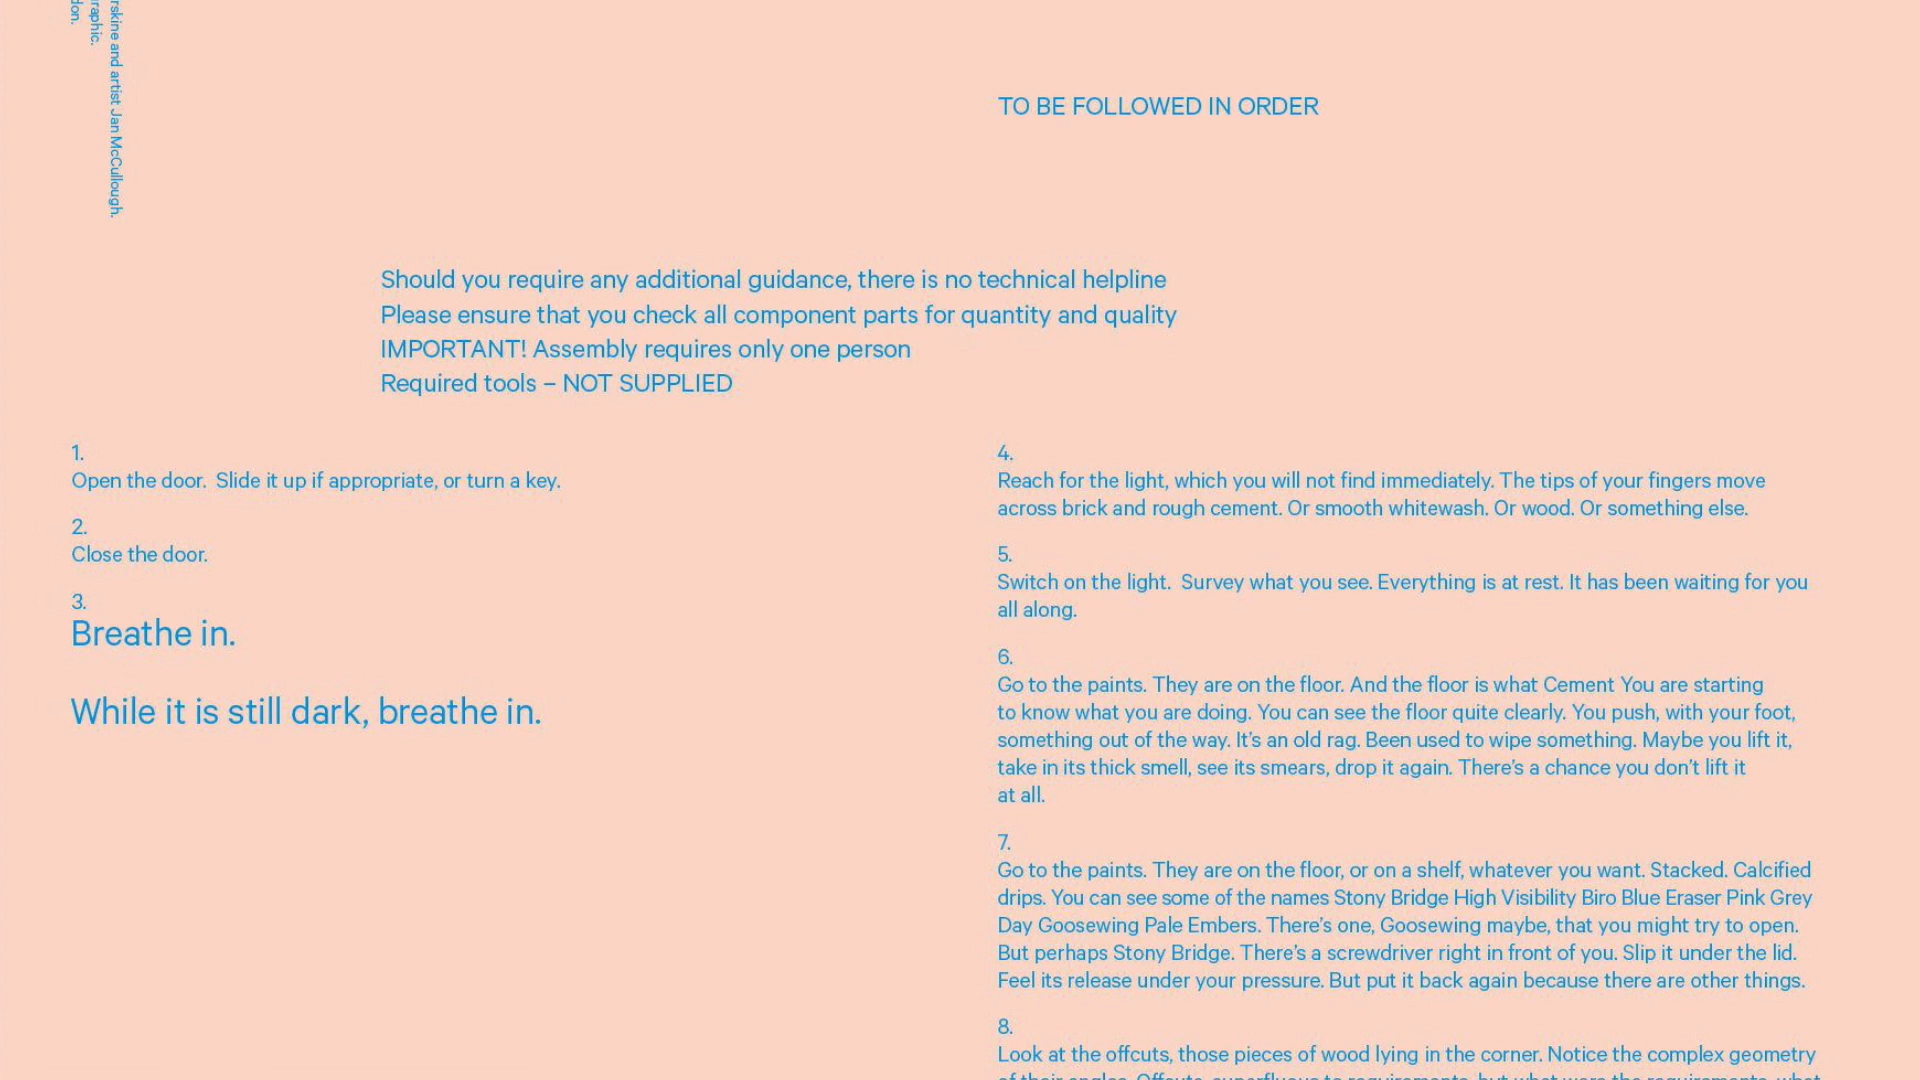 and artist Jan McCullough.
TO BE FOLLOWED IN ORDER
Should you require any additional guidance, there is no technical helpline
Please ensure that you check all component parts for quantity and quality
IMPORTANT! Assembly requires only one person
Required tools – NOT SUPPLIED
1.
Open the door.  Slide it up if appropriate, or turn a key.
2.
Close the door.
3.
Breathe in.
While it is still dark, breathe in.
4.
Reach for the light, which you will not find immediately. The tips of your fingers move
across brick and rough cement. Or smooth whitewash. Or wood. Or something else.
5.
Switch on the light.  Survey what you see. Everything is at rest. It has been waiting for you
all along.
6.
Go to the paints. They are on the floor. And the floor is what Cement You are starting
to know what you are doing. You can see the floor quite clearly. You push, with your foot,
something out of the way. It’s an old rag. Been used to wipe something. Maybe you lift it,
take in its thick smell, see its smears, drop it again. There’s a chance you don’t lift it
at all.
7.
Go to the paints. They are on the floor, or on a shelf, whatever you want. Stacked. Calcified
drips. You can see some of the names Stony Bridge High Visibility Biro Blue Eraser Pink Grey
Day Goosewing Pale Embers. There’s one, Goosewing maybe, that you might try to open.
But perhaps Stony Bridge. There’s a screwdriver right in front of you. Slip it under the lid.
Feel its release under your pressure. But put it back again because there are other things.
8.
Look at the offcuts, those pieces of wood lying in the corner. Notice the complex geometry